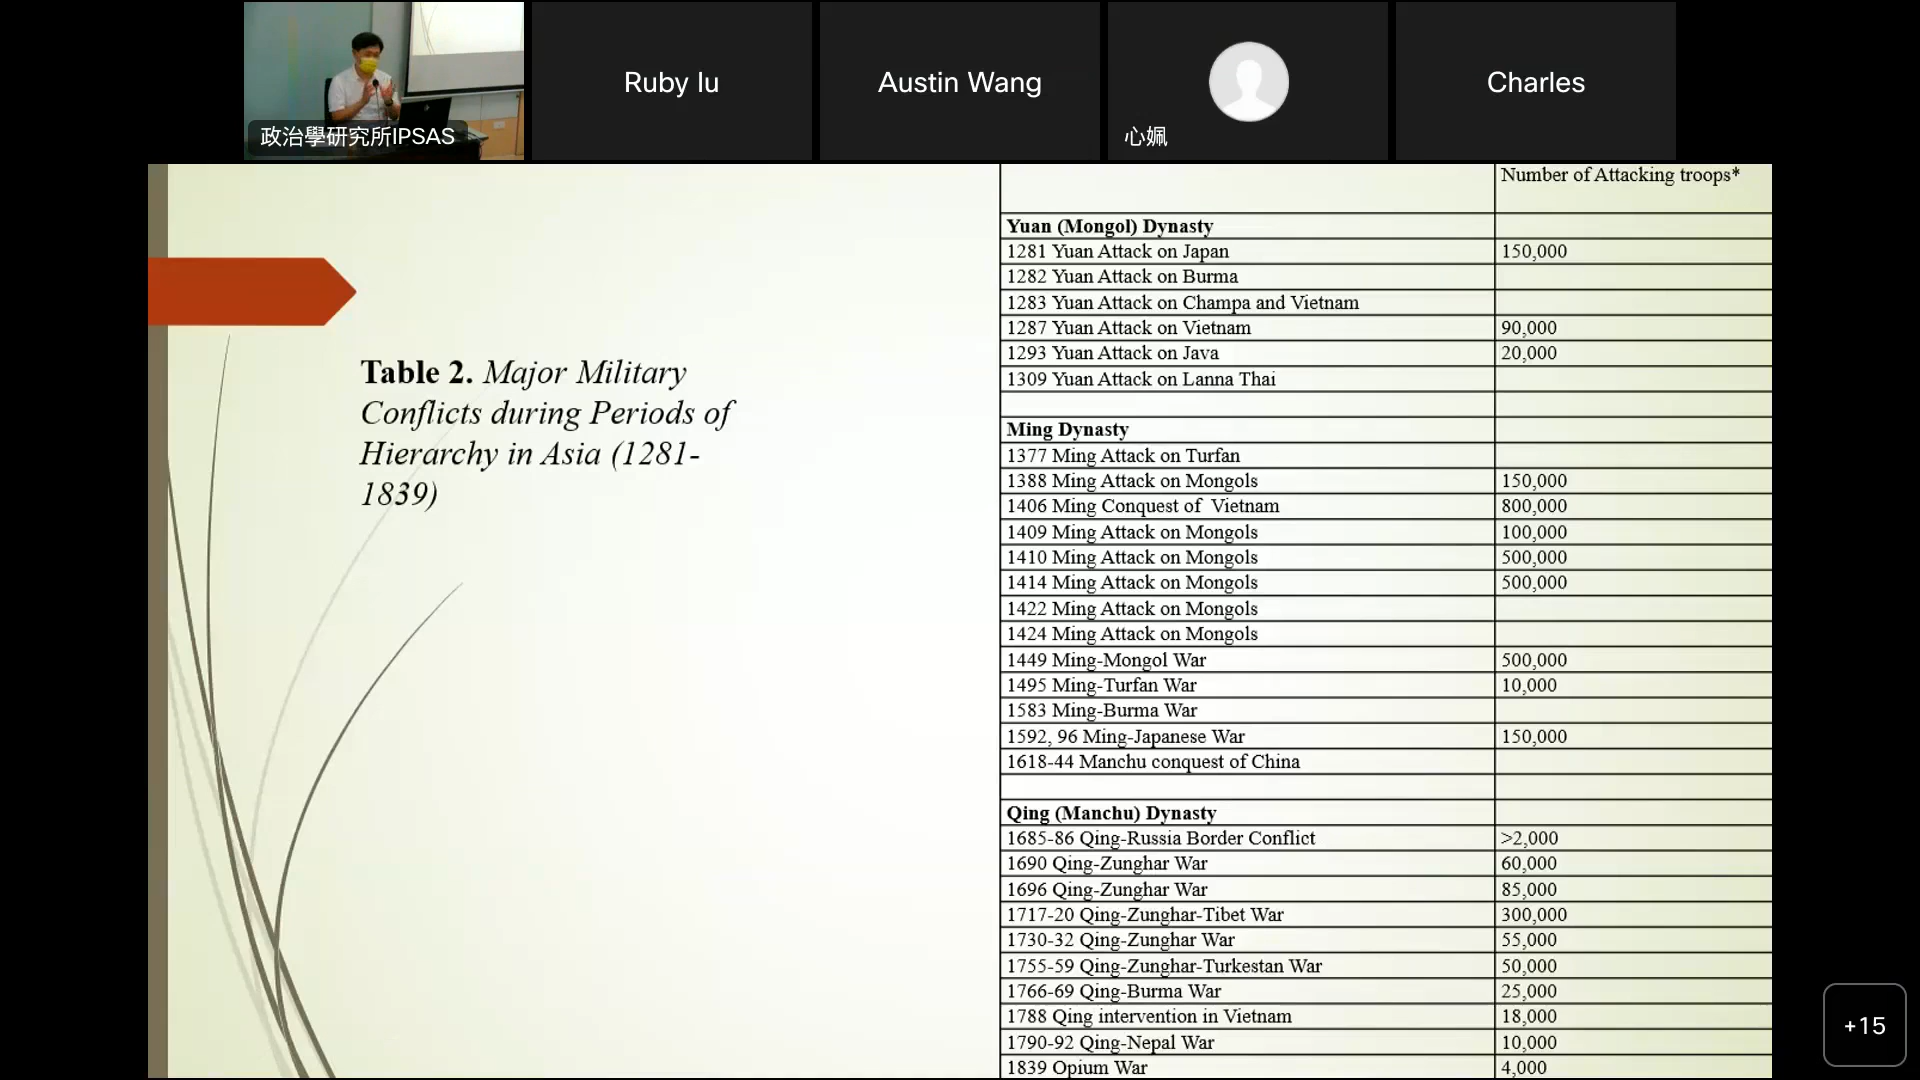 政治學研究所IPSAS
Ruby lu
Austin Wang
心姵
Charles
Table 2. Major Military
Conflicts during Periods of
Hierarchy in Asia (1281-
1839)
Number of Attacking troops*
Yuan (Mongol) Dynasty
1281 Yuan Attack on Japan 150,000
1282 Yuan Attack on Burma
1283 Yuan Attack on Champa and Vietnam
1287 Yuan Attack on Vietnam 90,000
1293 Yuan Attack on Java 20,000
1309 Yuan Attack on Lanna Thai
Ming Dynasty
1377 Ming Attack on Turfan
1388 Ming Attack on Mongols 150,000
1406 Ming Conquest of Vietnam 800,000
1409 Ming Attack on Mongols 100,000
1410 Ming Attack on Mongols 500,000
1414 Ming Attack on Mongols 500,000
1422 Ming Attack on Mongols
1424 Ming Attack on Mongols
1449 Ming-Mongol War 500,000
1495 Ming-Turfan War 10,000
1583 Ming-Burma War
1592, 96 Ming-Japanese War 150,000
1618-44 Manchu conquest of China
Qing (Manchu) Dynasty
1685-86 Qing-Russia Border Conflict >2,000
1690 Qing-Zunghar War 60,000
1696 Qing-Zunghar War 85,000
1717-20 Qing-Zunghar-Tibet War 300,000
1730-32 Qing-Zunghar War 55,000
1755-59 Qing-Zunghar-Turkestan War 50,000
1766-69 Qing-Burma War 25,000
1788 Qing intervention in Vietnam 18,000
1790-92 Qing-Nepal War 10,000
1839 Opium War 4,000
+15